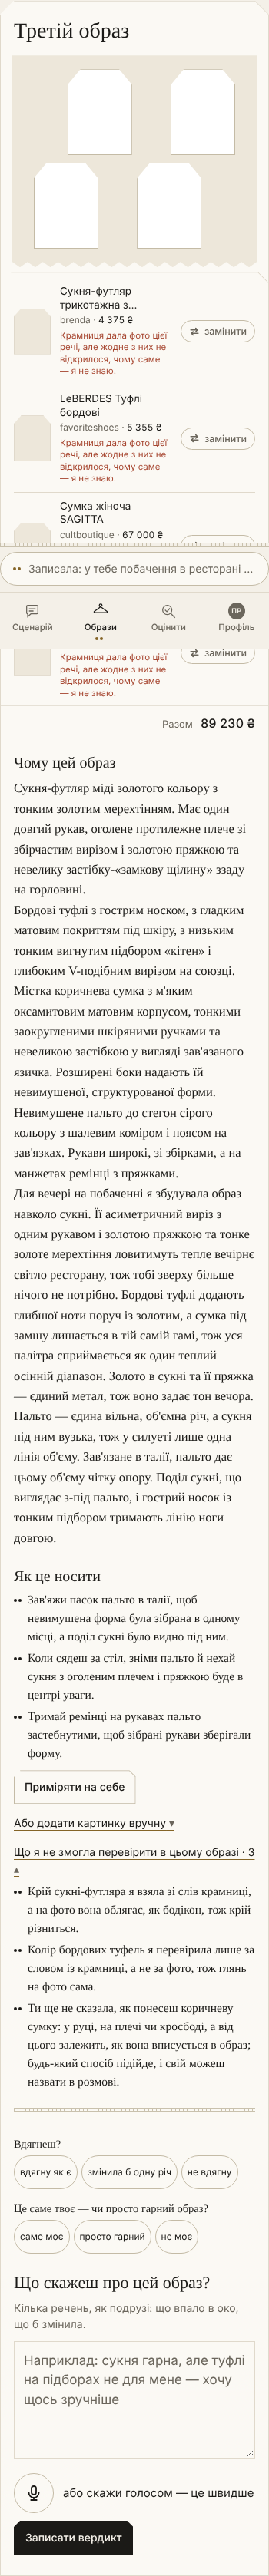 Третій образ
Сукня-футляр
трикотажна з...
brenda · 4 375 ₴
Крамниця дала фото цієї
речі, але жодне з них не
відкрилося, чому саме
— я не знаю.
замінити
LeBERDES Туфлі
бордові
favoriteshoes · 5 355 ₴
Крамниця дала фото цієї
речі, але жодне з них не
відкрилося, чому саме
— я не знаю.
замінити
Сумка жіноча
SAGITTA
cultboutique · 67 000 ₴
Записала: у тебе побачення в ресторані ...
Сценарій
Образи
Оцінити
ПР
Профіль
Крамниця дала фото цієї
речі, але жодне з них не
відкрилося, чому саме
— я не знаю.
замінити
Разом 89 230 ₴
Чому цей образ
Сукня-футляр міді золотого кольору з
тонким золотим мерехтінням. Має один
довгий рукав, оголене протилежне плече зі
збірчастим вирізом і золотою пряжкою та
невелику застібку-«замкову щілину» ззаду
на горловині.
Бордові туфлі з гострим носком, з гладким
матовим покриттям під шкіру, з низьким
тонким вигнутим підбором «кітен» і
глибоким V-подібним вирізом на союзці.
Містка коричнева сумка з м'яким
оксамитовим матовим корпусом, тонкими
заокругленими шкіряними ручками та
невеликою застібкою у вигляді зав'язаного
язичка. Розширені боки надають їй
невимушеної, структурованої форми.
Невимушене пальто до стегон сірого
кольору з шалевим коміром і поясом на
зав'язках. Рукави широкі, зі збірками, а на
манжетах ремінці з пряжками.
Для вечері на побаченні я збудувала образ
навколо сукні. Її асиметричний виріз з
одним рукавом і золотою пряжкою та тонке
золоте мерехтіння ловитимуть тепле вечірнє
світло ресторану, тож тобі зверху більше
нічого не потрібно. Бордові туфлі додають
глибшої ноти поруч із золотим, а сумка під
замшу лишається в тій самій гамі, тож уся
палітра сприймається як один теплий
осінній діапазон. Золото в сукні та її пряжка
— єдиний метал, тож воно задає тон вечора.
Пальто — єдина вільна, об'ємна річ, а сукня
під ним вузька, тож у силуеті лише одна
лінія об'єму. Зав'язане в талії, пальто дає
цьому об'єму чітку опору. Поділ сукні, що
виглядає з-під пальто, і гострий носок із
тонким підбором тримають лінію ноги
довгою.
Як це носити
•• Зав'яжи пасок пальто в талії, щоб
невимушена форма була зібрана в одному
місці, а поділ сукні було видно під ним.
•• Коли сядеш за стіл, зніми пальто й нехай
сукня з оголеним плечем і пряжкою буде в
центрі уваги.
•• Тримай ремінці на рукавах пальто
застебнутими, щоб зібрані рукави зберігали
форму.
Приміряти на себе
Або додати картинку вручну ▾
Що я не змогла перевірити в цьому образі · 3
▴
•• Крій сукні-футляра я взяла зі слів крамниці,
а на фото вона облягає, як бодікон, тож крій
різниться.
•• Колір бордових туфель я перевірила лише за
словом із крамниці, а не за фото, тож глянь
на фото сама.
•• Ти ще не сказала, як понесеш коричневу
сумку: у руці, на плечі чи кросбоді, а від
цього залежить, як вона вписується в образ;
будь-який спосіб підійде, і свій можеш
назвати в розмові.
Вдягнеш?
вдягну як є
змінила б одну річ
не вдягну
Це саме твоє — чи просто гарний образ?
саме моє
просто гарний
не моє
Що скажеш про цей образ?
Кілька речень, як подрузі: що впало в око,
що б змінила.
Наприклад: сукня гарна, але туфлі
на підборах не для мене — хочу
щось зручніше
або скажи голосом — це швидше
Записати вердикт